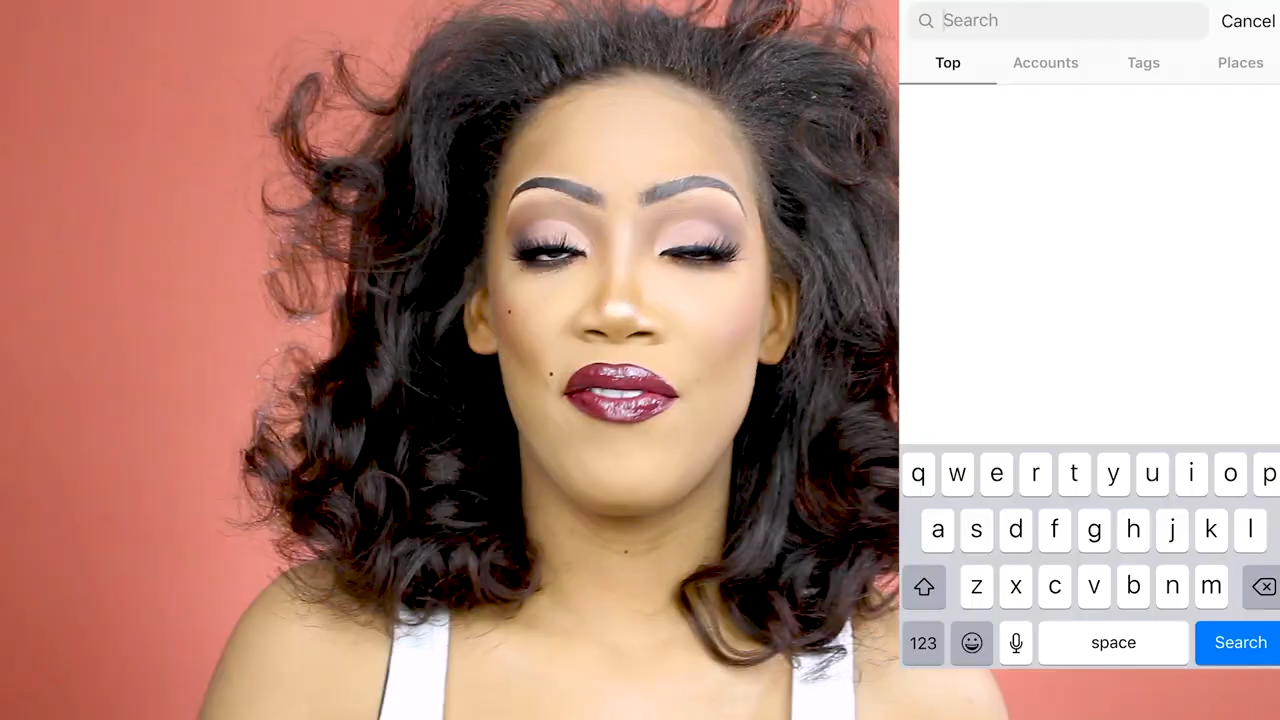 Search Cancel
Top Accounts Tags Places
q w e r t y u i o p
a s d f g h j k l
z x c v b n m
123 space Search